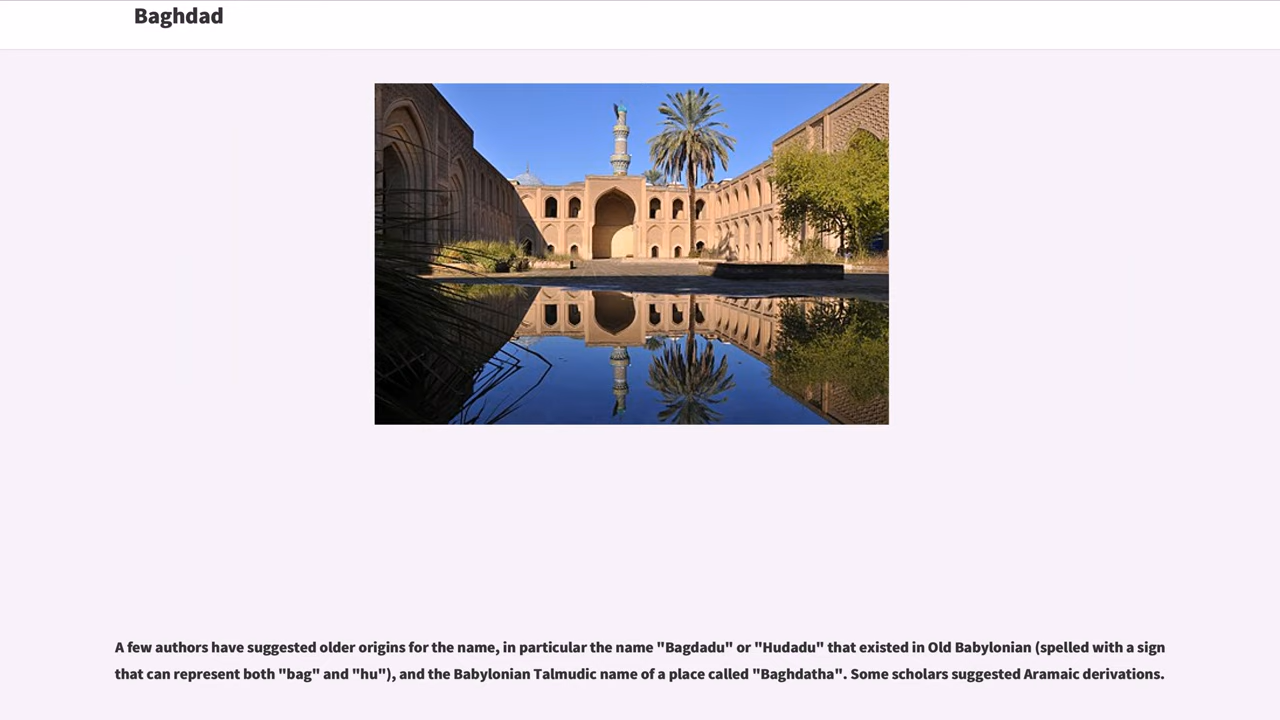 Baghdad
A few authors have suggested older origins for the name, in particular the name "Bagdadu" or "Hudadu" that existed in Old Babylonian (spelled with a sign
that can represent both "bag" and "hu"), and the Babylonian Talmudic name of a place called "Baghdatha". Some scholars suggested Aramaic derivations.